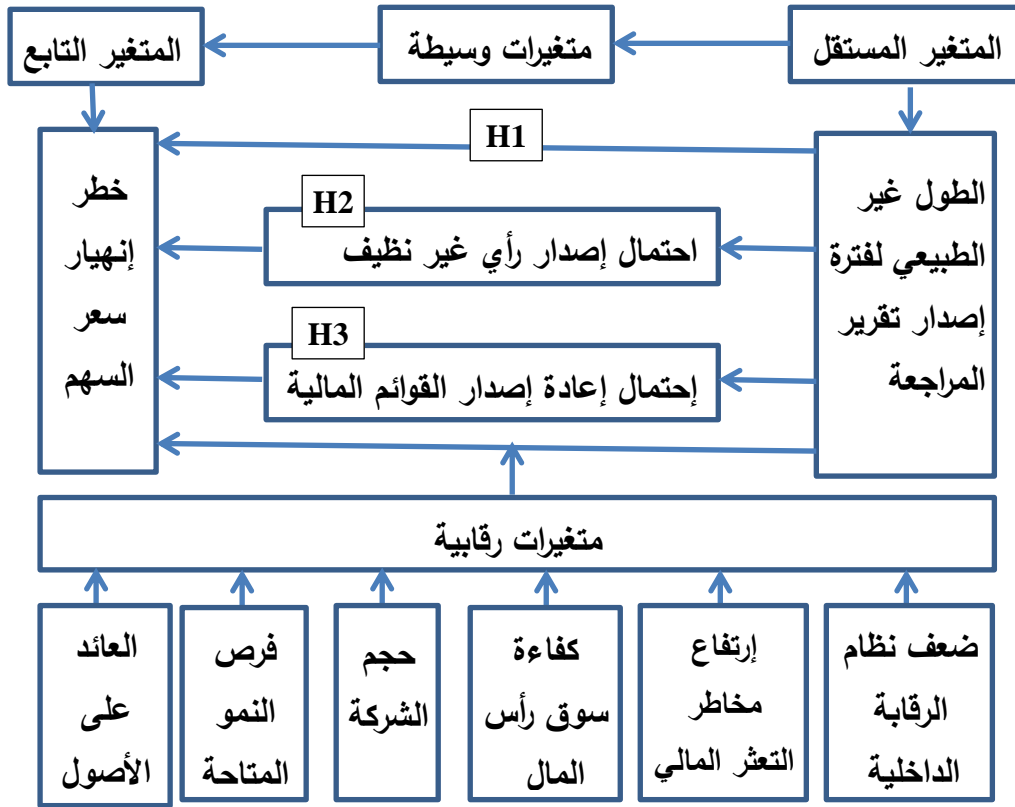 المتغير المستقل
متغيرات وسيطة
المتغير التابع
H1
الطول غير
الطبيعي لفترة
إصدار تقرير
المراجعة
H2
احتمال إصدار رأي غير نظيف
H3
إحتمال إعادة إصدار القوائم المالية
خطر
إنهيار
سعر
السهم
متغيرات رقابية
ضعف نظام
الرقابة
الداخلية
إرتفاع
مخاطر
التعثر المالي
كفاءة
سوق رأس
المال
حجم
الشركة
فرص
النمو
المتاحة
العائد
على
الأصول